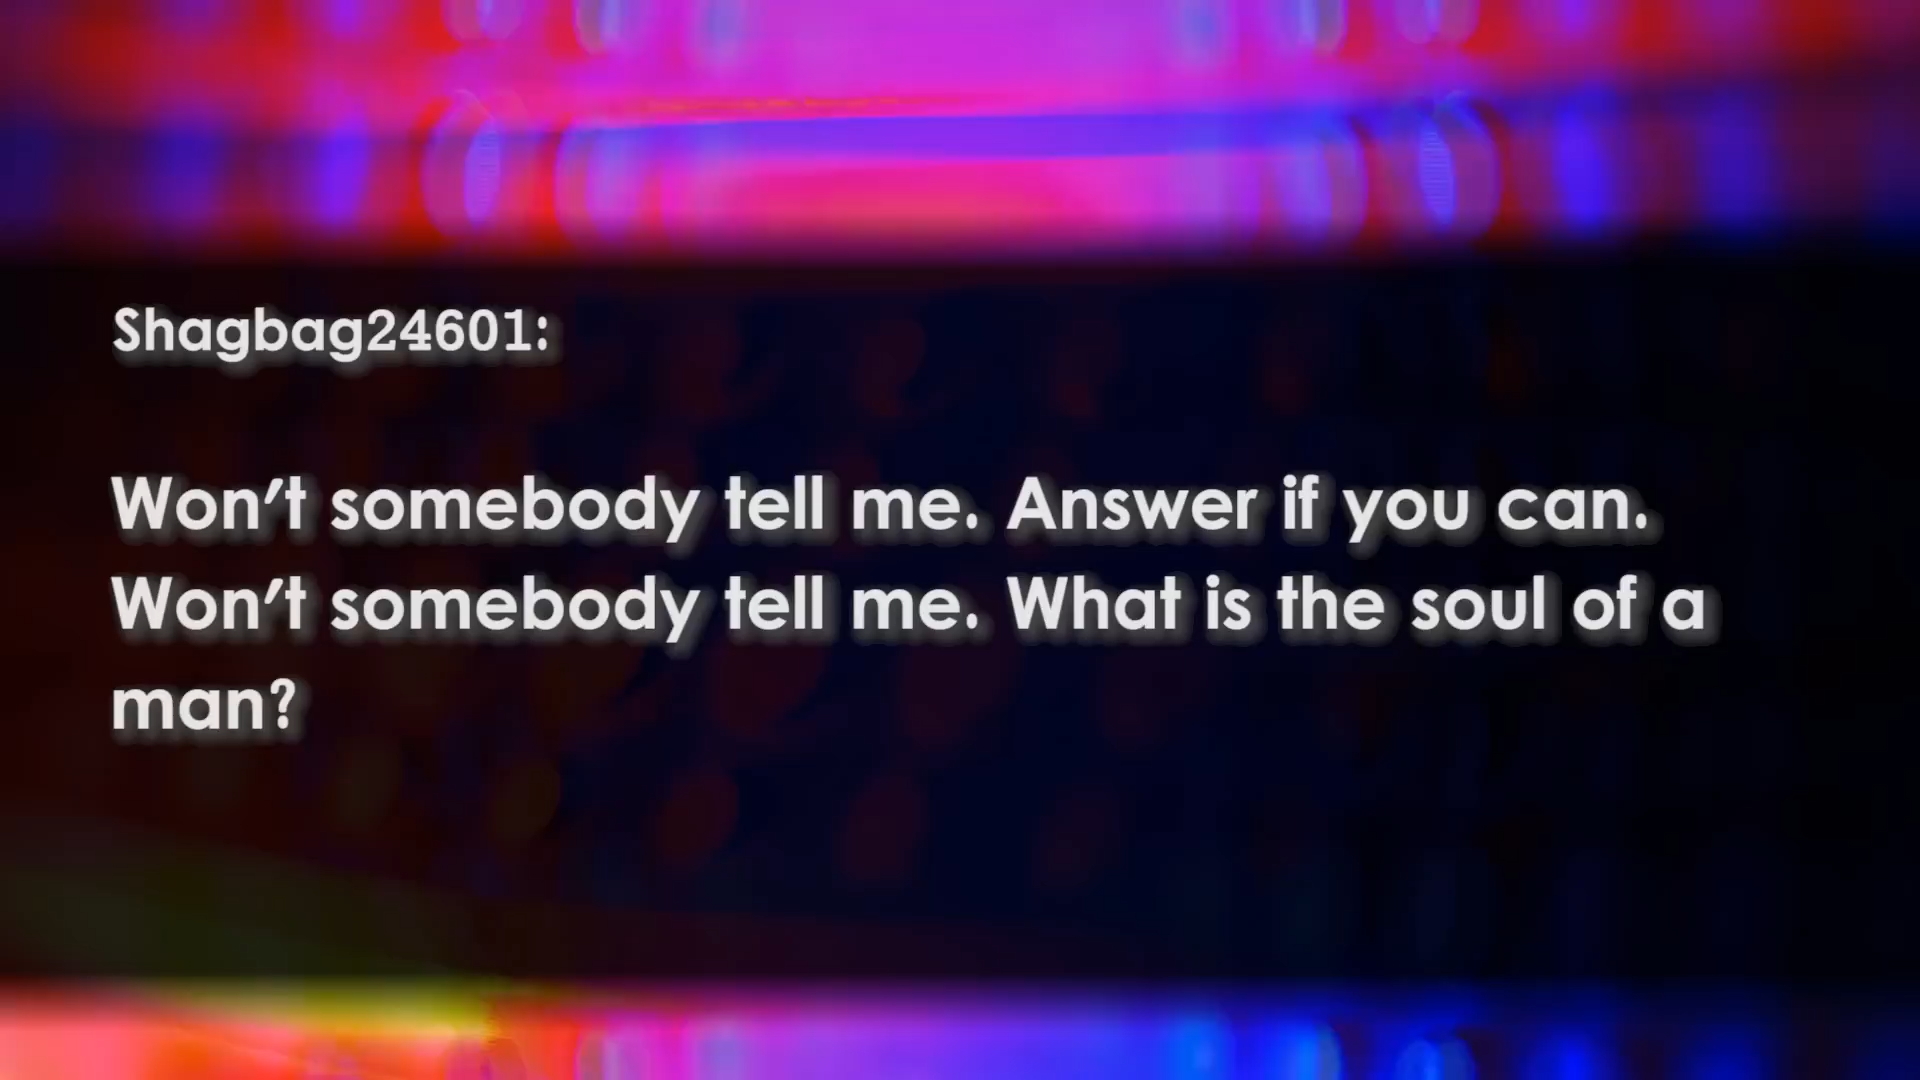 Shagbag24601:
Won't somebody tell me. Answer if you can.
Won't somebody tell me. What is the soul of a
man?